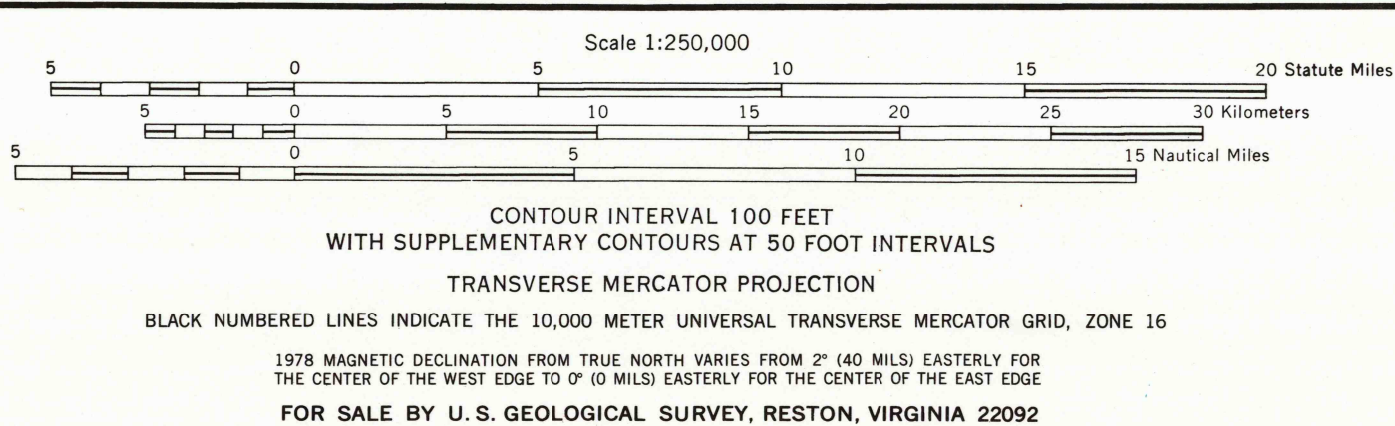 Scale 1:250,000
5 0 5 10 15 20 Statute Miles
5 0 5 10 15 20 25 30 Kilometers
5 0 5 10 15 Nautical Miles
CONTOUR INTERVAL 100 FEET
WITH SUPPLEMENTARY CONTOURS AT 50 FOOT INTERVALS
TRANSVERSE MERCATOR PROJECTION
BLACK NUMBERED LINES INDICATE THE 10,000 METER UNIVERSAL TRANSVERSE MERCATOR GRID, ZONE 16
1978 MAGNETIC DECLINATION FROM TRUE NORTH VARIES FROM 2° (40 MILS) EASTERLY FOR
THE CENTER OF THE WEST EDGE TO 0° (0 MILS) EASTERLY FOR THE CENTER OF THE EAST EDGE
FOR SALE BY U. S. GEOLOGICAL SURVEY, RESTON, VIRGINIA 22092